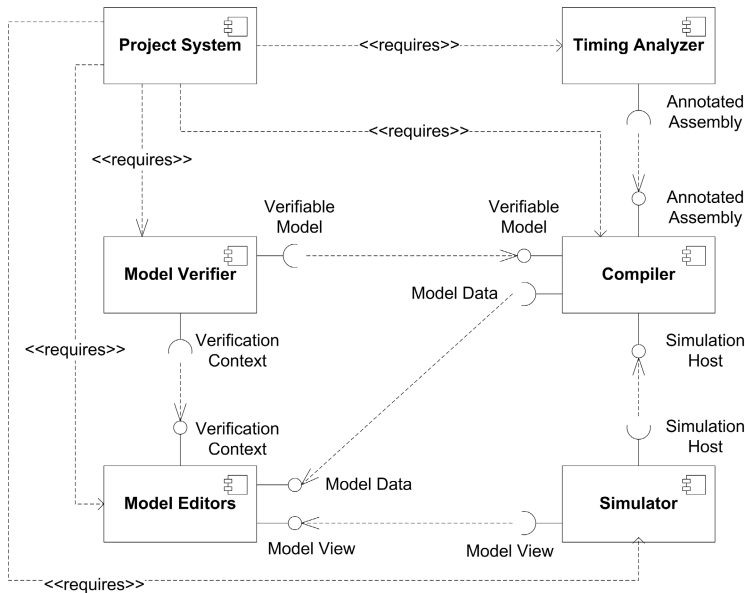 Project System
<<requires>>
Timing Analyzer
Annotated
Assembly
<<requires>>
<<requires>>
Annotated
Assembly
Verifiable
Model
Verifiable
Model
Model Verifier
Compiler
Model Data
<<requires>>
Verification
Context
Simulation
Host
Verification
Context
Simulation
Host
Model Data
Model Editors
Simulator
Model View
Model View
<<requires>>